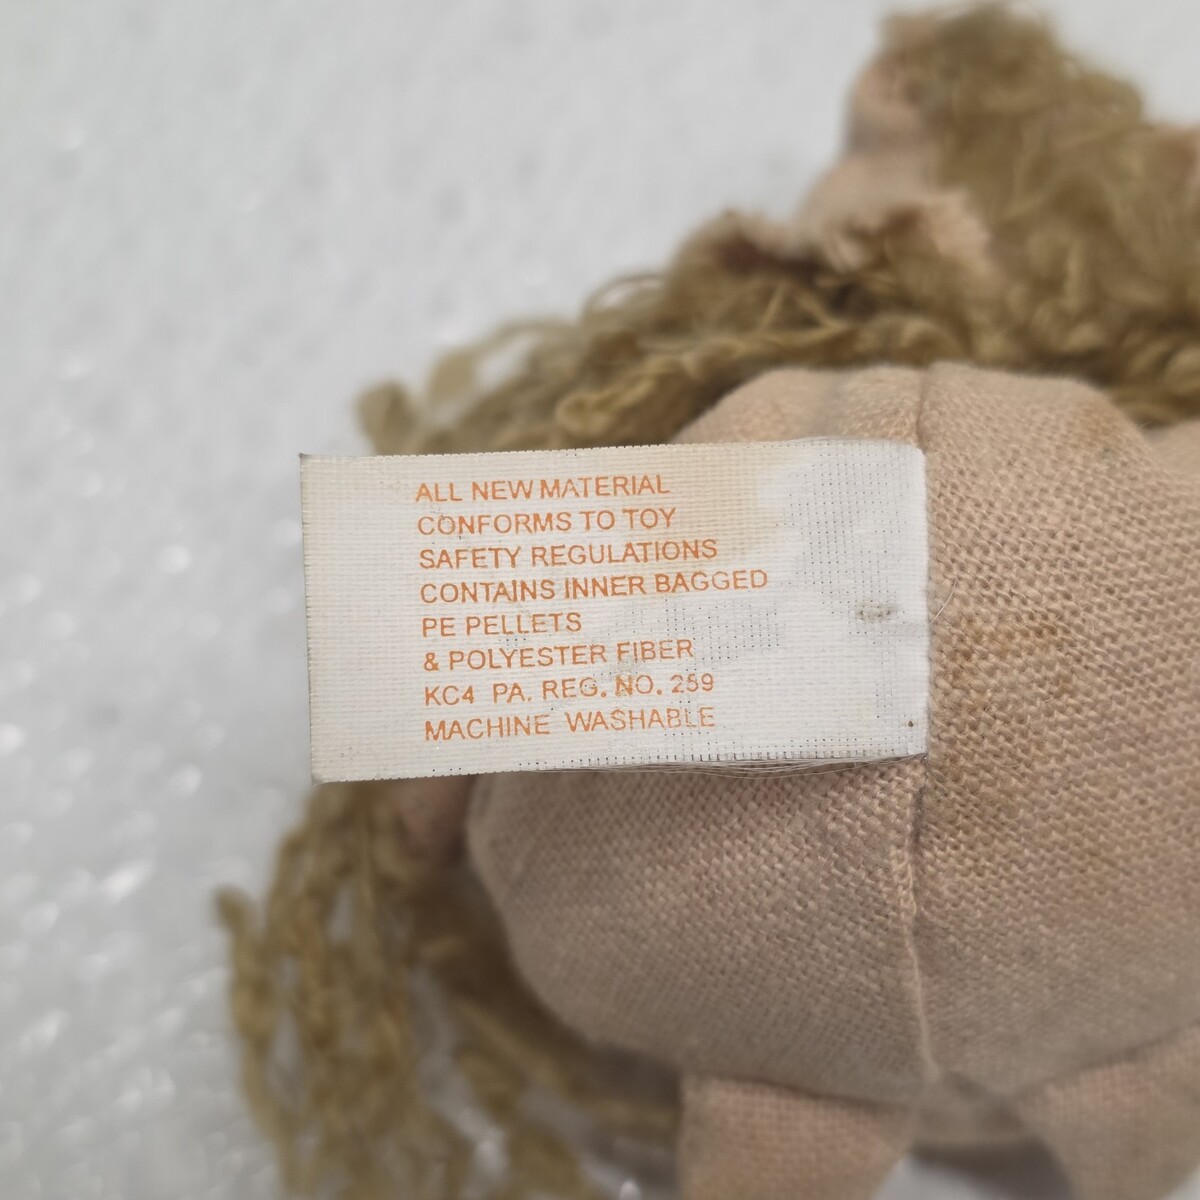 ALL NEW MATERIAL
CONFORMS TO TOY
SAFETY REGULATIONS
CONTAINS INNER BAGGED
PE PELLETS
& POLYESTER FIBER
KC4 PA. REG. NO. 259
MACHINE WASHABLE